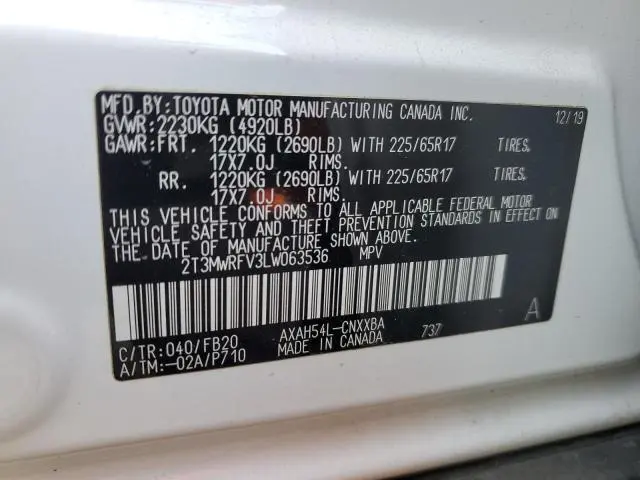 MFD.BY:TOYOTA MOTOR MANUFACTURING CANADA INC. 12/19
GVWR:2230KG (4920LB)
GAWR:FRT. 1220KG (2690LB) WITH 225/65R17 TIRES.
17X7.0J RIMS.
RR. 1220KG (2690LB) WITH 225/65R17 TIRES.
17X7.0J RIMS.
THIS VEHICLE CONFORMS TO ALL APPLICABLE FEDERAL MOTOR
VEHICLE SAFETY AND THEFT PREVENTION STANDARDS IN EFFECT ON
THE DATE OF MANUFACTURE SHOWN ABOVE.
2T3MWRFV3LW063536 MPV
A
C/TR:040/FB20 AXAH54L-CNXXBA 737
A/TM:-02A/P710 MADE IN CANADA